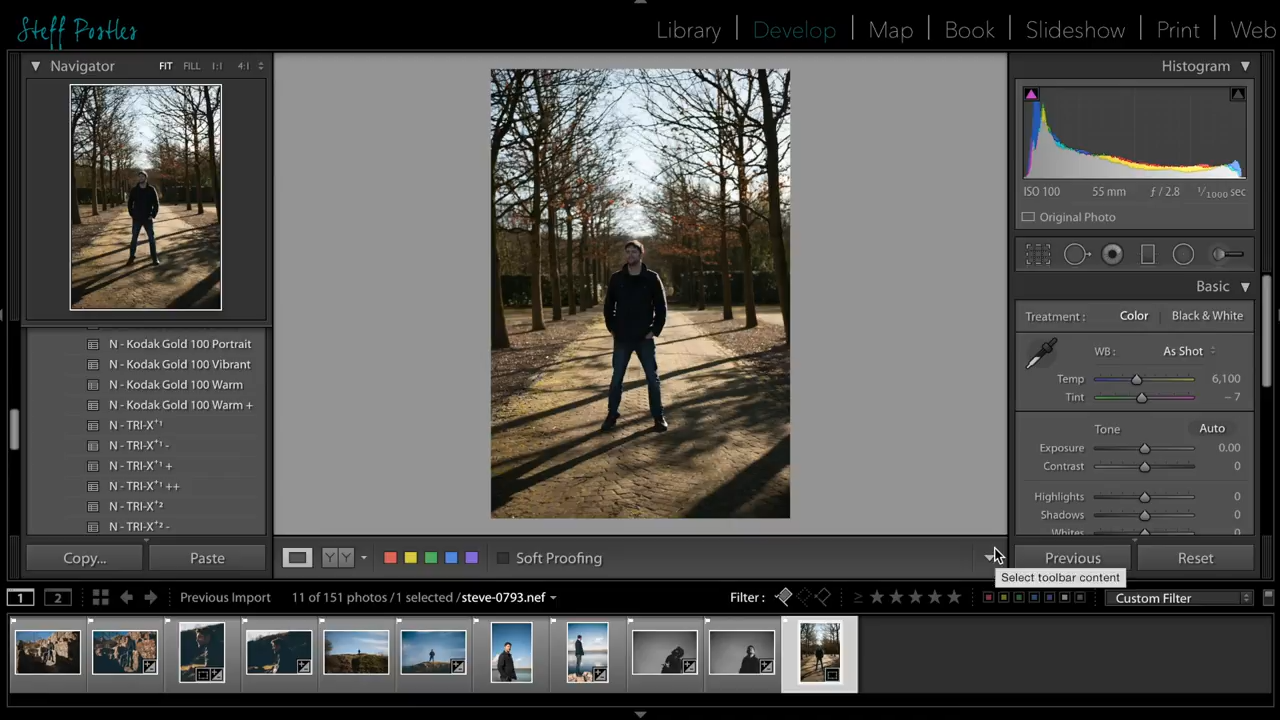 Steff Postles
Library Develop Map Book Slideshow Print Web
Navigator FIT FILL 1:1 4:1
Histogram
ISO 100 55 mm ƒ / 2.8 1/1000 sec
Original Photo
Basic
Treatment : Color Black & White
WB : As Shot
Temp 6,100
Tint – 7
Tone Auto
Exposure 0.00
Contrast 0
Highlights 0
Shadows 0
Whites
N - Kodak Gold 100 Portrait
N - Kodak Gold 100 Vibrant
N - Kodak Gold 100 Warm
N - Kodak Gold 100 Warm +
N - TRI-X⁺¹
N - TRI-X⁺¹ -
N - TRI-X⁺¹ +
N - TRI-X⁺¹ ++
N - TRI-X⁺²
N - TRI-X⁺² -
Copy... Paste
Y Y
Soft Proofing
Previous Reset
Select toolbar content
1 2 Previous Import 11 of 151 photos / 1 selected / steve-0793.nef Filter : ≥ Custom Filter